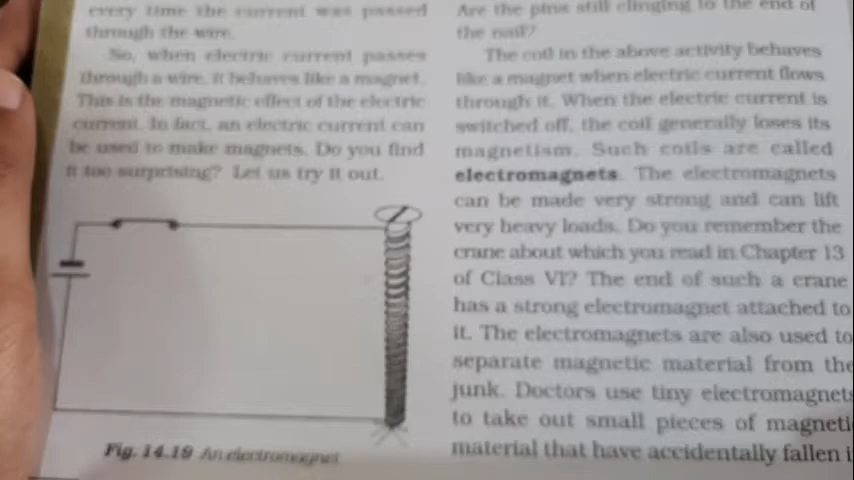 every time the current was passed
through the wire.
So, when electric current passes
through a wire, it behaves like a magnet.
This is the magnetic effect of the electric
current. In fact, an electric current can
be used to make magnets. Do you find
it too surprising? Let us try it out.
Fig. 14.19 An electromagnet
Are the pins still clinging to the end of
the nail?
The coil in the above activity behaves
like a magnet when electric current flows
through it. When the electric current is
switched off, the coil generally loses its
magnetism. Such coils are called
electromagnets. The electromagnets
can be made very strong and can lift
very heavy loads. Do you remember the
crane about which you read in Chapter 13
of Class VI? The end of such a crane
has a strong electromagnet attached to
it. The electromagnets are also used to
separate magnetic material from the
junk. Doctors use tiny electromagnets
to take out small pieces of magneti
material that have accidentally fallen i